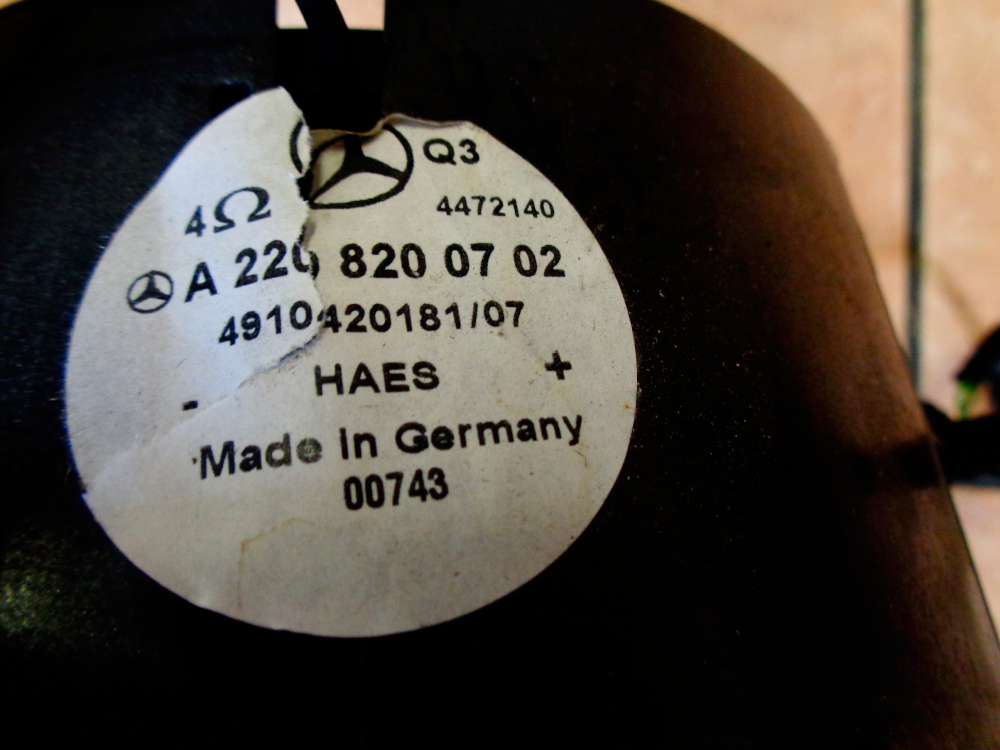 Q3
4Ω 4472140
A 220 820 07 02
4910420181/07
HAES
- +
Made in Germany
00743